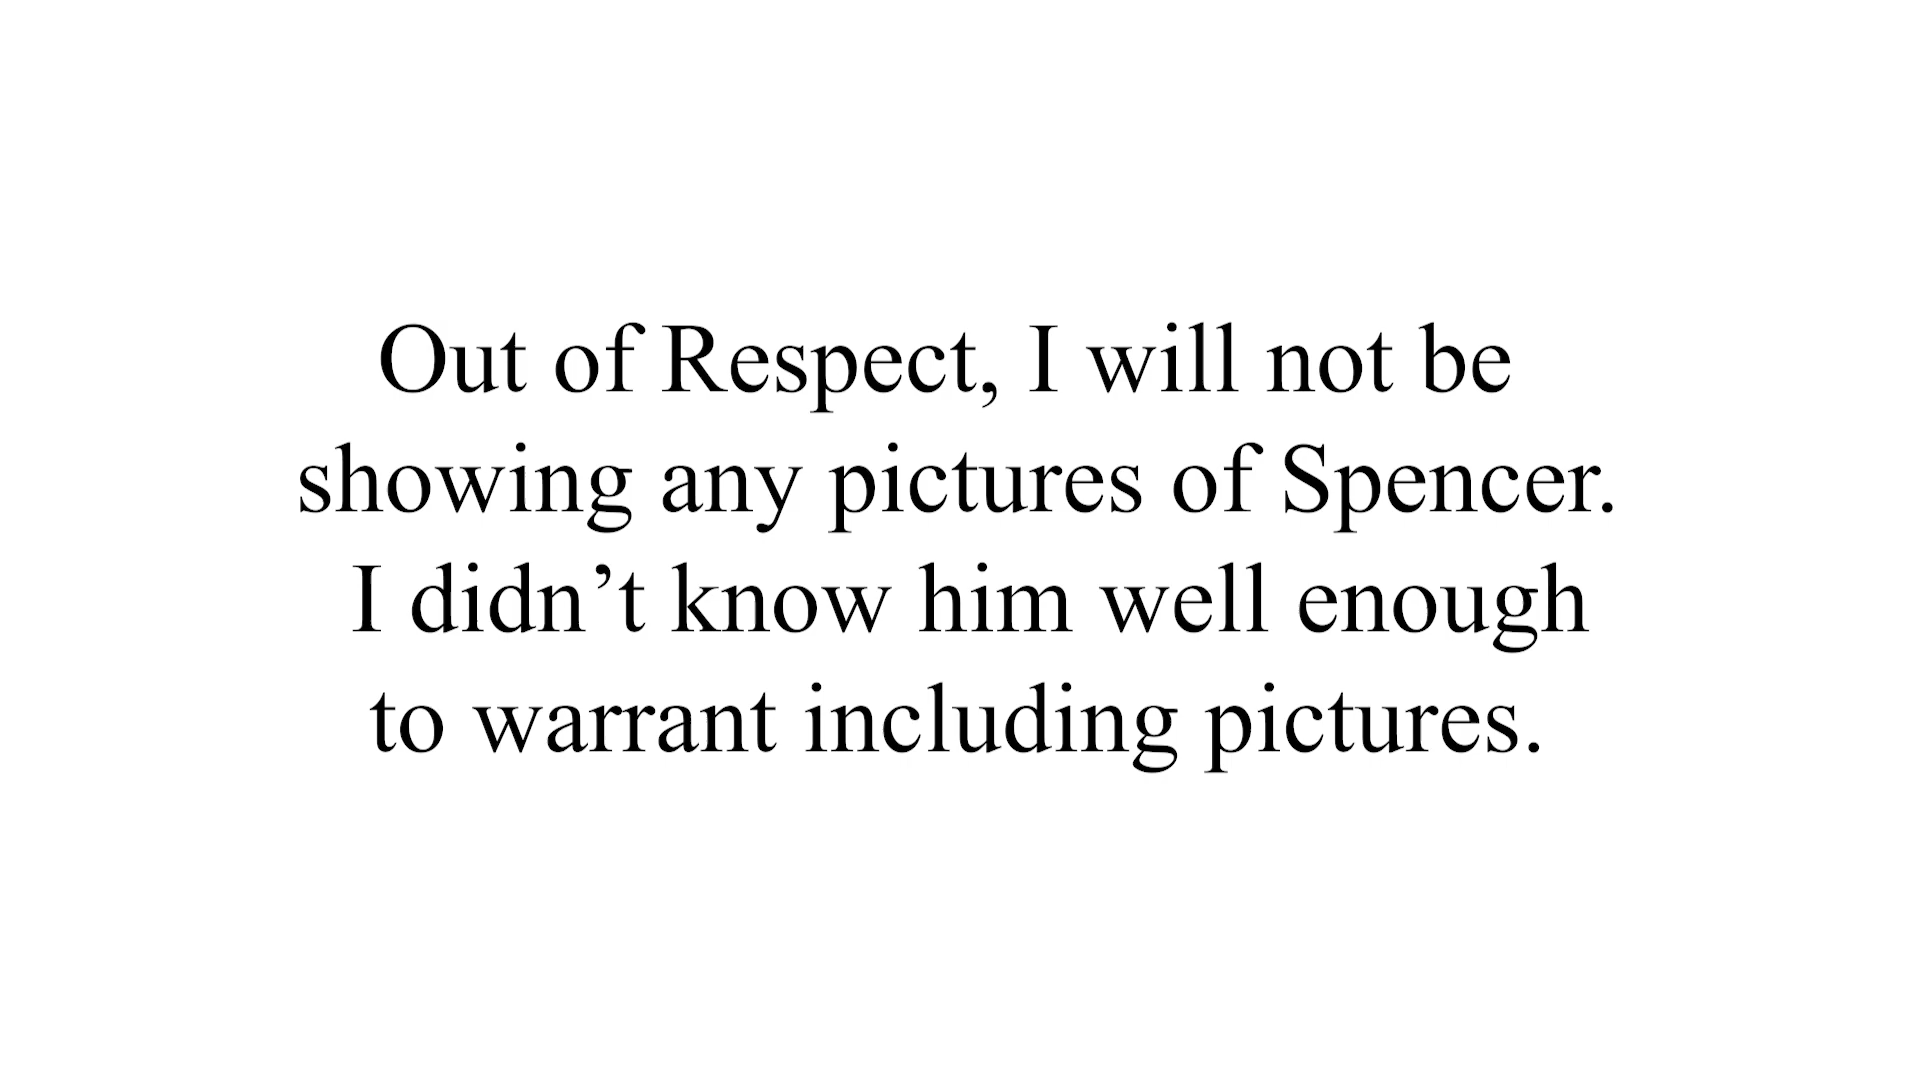 Out of Respect, I will not be
showing any pictures of Spencer.
I didn’t know him well enough
to warrant including pictures.